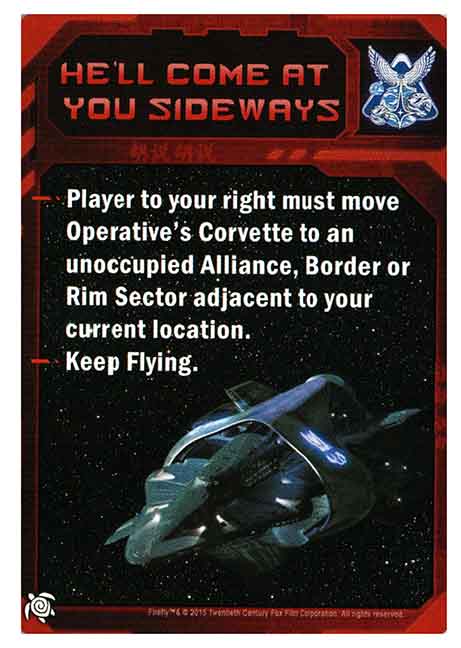 HE'LL COME AT
YOU SIDEWAYS
Player to your right must move
Operative's Corvette to an
unoccupied Alliance, Border or
Rim Sector adjacent to your
current location.
Keep Flying.
Firefly™& © 2015 Twentieth Century Fox Film Corporation. All rights reserved.